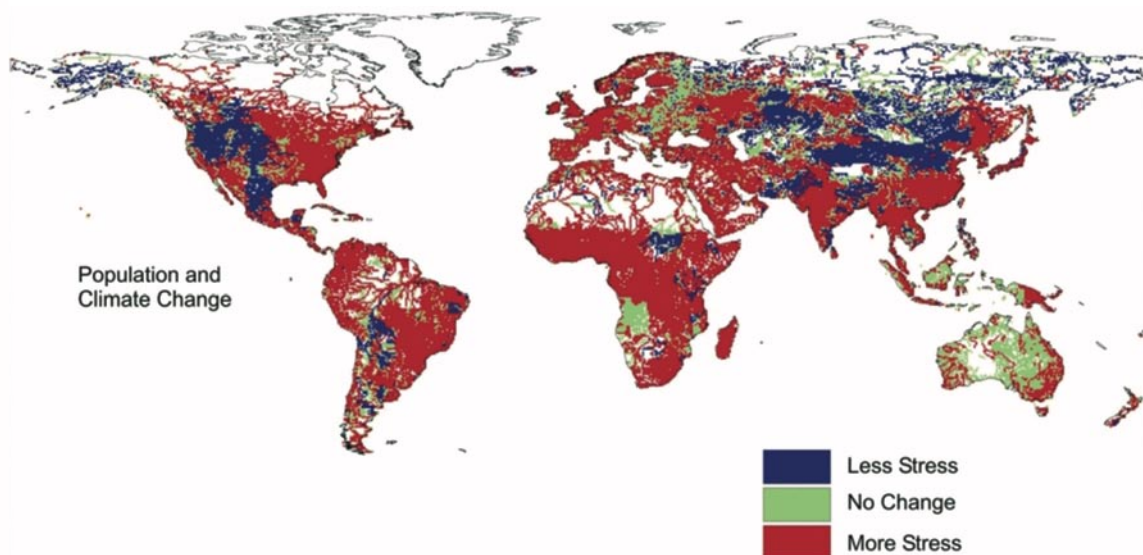 Population and
Climate Change
Less Stress
No Change
More Stress